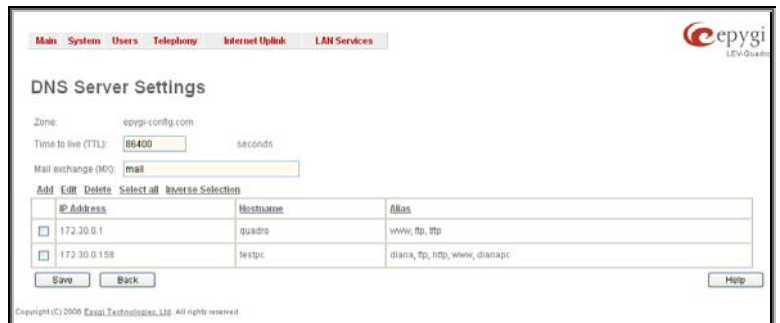 Main System Users Telephony Internet Uplink LAN Services
epygi
LEV-Quadro
DNS Server Settings
Zone: epygi-config.com
Time to live (TTL): 86400 seconds
Mail exchange (MX): mail
Add Edit Delete Select all Inverse Selection
IP Address Hostname Alias
172.30.0.1 quadro www, ftp, tftp
172.30.0.158 testpc diana, ftp, http, www, dianapc
Save Back Help
Copyright (C) 2006 Epygi Technologies, Ltd. All rights reserved.